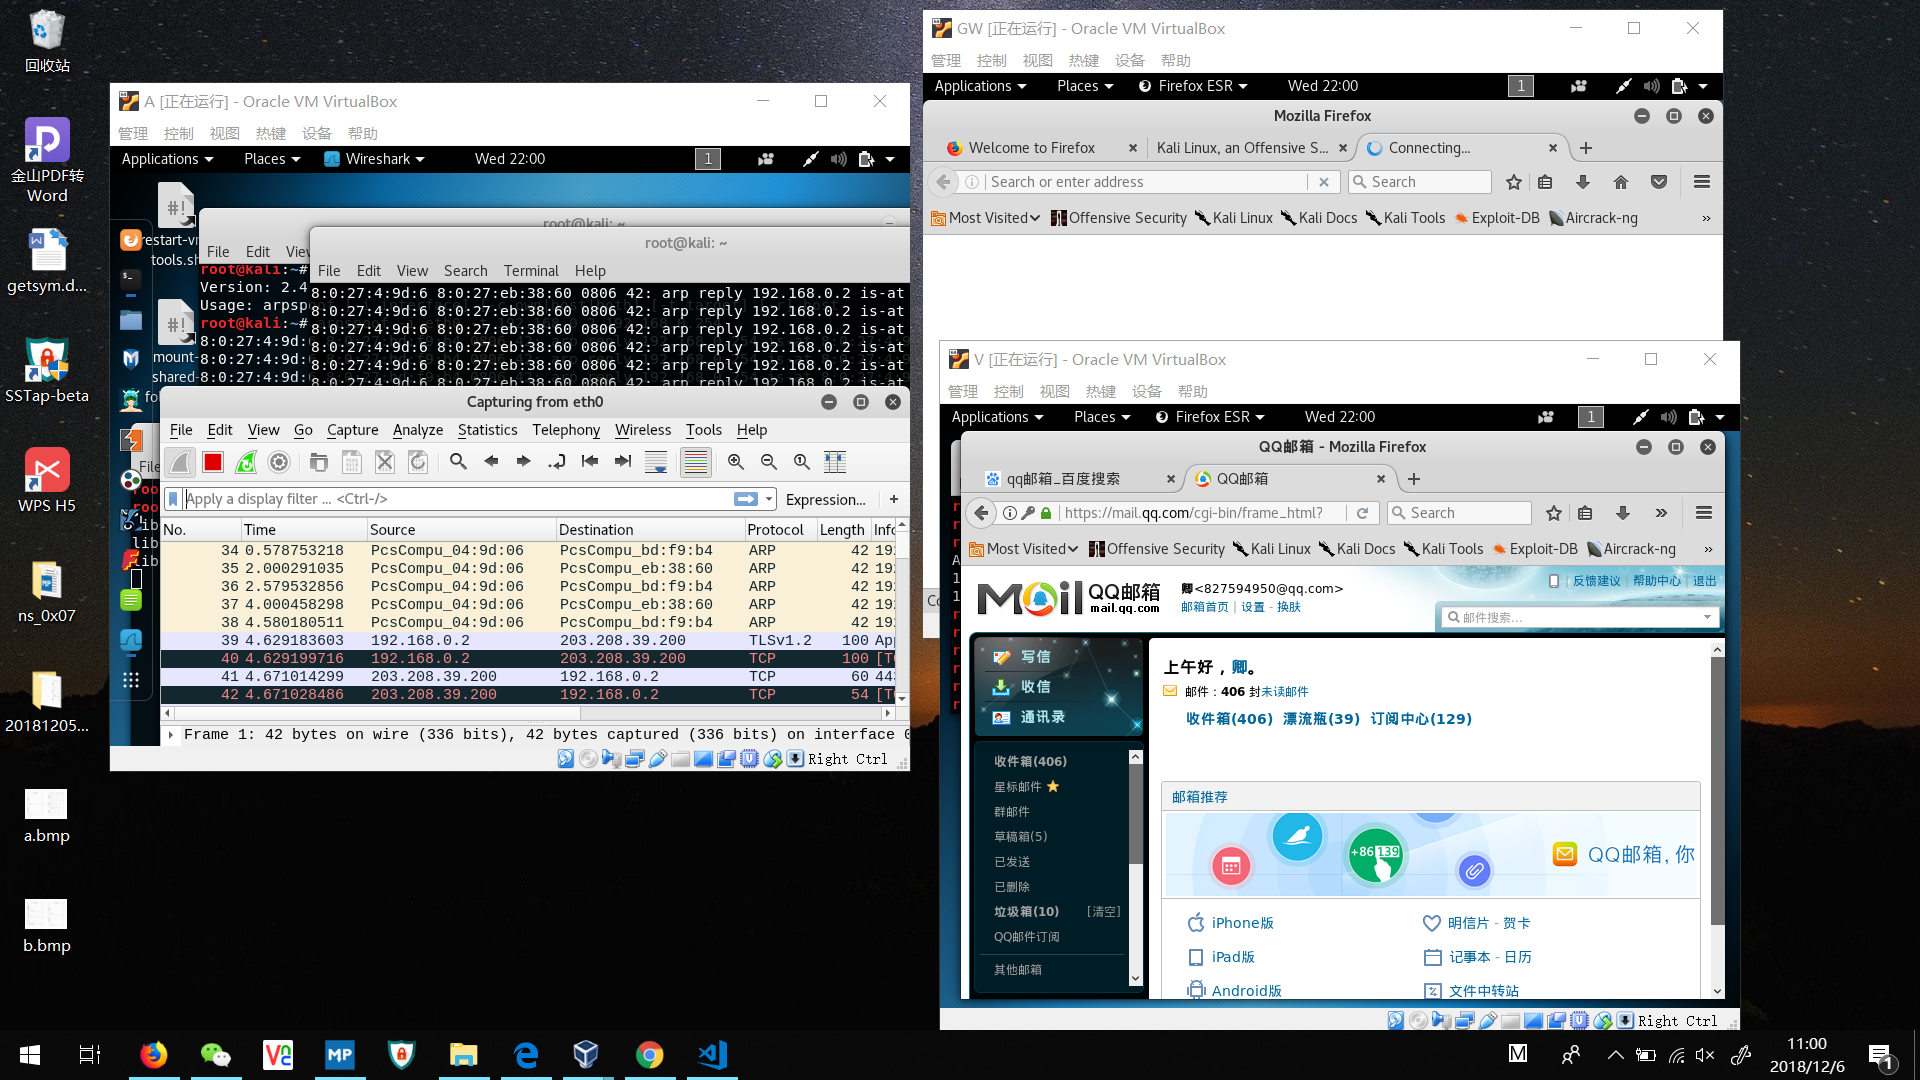 回收站
金山PDF转
Word
getsym.d...
SSTap-beta
WPS H5
ns_0x07
20181205...
a.bmp
b.bmp
A [正在运行] - Oracle VM VirtualBox
管理 控制 视图 热键 设备 帮助
Applications Places Wireshark Wed 22:00 1
restart-vm
tools.sh
mount-
shared-
fo
root@kali: ~
File Edit View
root@kali:~#
Version: 2.4
Usage: arpsp
root@kali:~#
8:0:27:4:9d:
8:0:27:4:9d:
8:0:27:4:9d:6
root@kali: ~
File Edit View Search Terminal Help
8:0:27:4:9d:6 8:0:27:eb:38:60 0806 42: arp reply 192.168.0.2 is-at
8:0:27:4:9d:6 8:0:27:eb:38:60 0806 42: arp reply 192.168.0.2 is-at
8:0:27:4:9d:6 8:0:27:eb:38:60 0806 42: arp reply 192.168.0.2 is-at
8:0:27:4:9d:6 8:0:27:eb:38:60 0806 42: arp reply 192.168.0.2 is-at
8:0:27:4:9d:6 8:0:27:eb:38:60 0806 42: arp reply 192.168.0.2 is-at
8:0:27:4:9d:6 8:0:27:eb:38:60 0806 42: arp reply 192.168.0.2 is-at
File
lib
lib
lib
Capturing from eth0
File Edit View Go Capture Analyze Statistics Telephony Wireless Tools Help
Apply a display filter ... <Ctrl-/> Expression... +
No. Time Source Destination Protocol Length Info
34 0.578753218 PcsCompu_04:9d:06 PcsCompu_bd:f9:b4 ARP 42 19
35 2.000291035 PcsCompu_04:9d:06 PcsCompu_eb:38:60 ARP 42 19
36 2.579532856 PcsCompu_04:9d:06 PcsCompu_bd:f9:b4 ARP 42 19
37 4.000458298 PcsCompu_04:9d:06 PcsCompu_eb:38:60 ARP 42 19
38 4.580180511 PcsCompu_04:9d:06 PcsCompu_bd:f9:b4 ARP 42 19
39 4.629183603 192.168.0.2 203.208.39.200 TLSv1.2 100 App
40 4.629199716 192.168.0.2 203.208.39.200 TCP 100 [T
41 4.671014299 203.208.39.200 192.168.0.2 TCP 60 443
42 4.671028486 203.208.39.200 192.168.0.2 TCP 54 [T
Frame 1: 42 bytes on wire (336 bits), 42 bytes captured (336 bits) on interface 0
Right Ctrl
GW [正在运行] - Oracle VM VirtualBox
管理 控制 视图 热键 设备 帮助
Applications Places Firefox ESR Wed 22:00 1
Mozilla Firefox
Welcome to Firefox Kali Linux, an Offensive S... Connecting...
Search or enter address Search
Most Visited Offensive Security Kali Linux Kali Docs Kali Tools Exploit-DB Aircrack-ng »
V [正在运行] - Oracle VM VirtualBox
管理 控制 视图 热键 设备 帮助
Applications Places Firefox ESR Wed 22:00 1
QQ邮箱 - Mozilla Firefox
qq邮箱_百度搜索 QQ邮箱
https://mail.qq.com/cgi-bin/frame_html? Search »
Most Visited Offensive Security Kali Linux Kali Docs Kali Tools Exploit-DB Aircrack-ng »
Mail QQ邮箱
mail.qq.com
卿<827594950@qq.com>
邮箱首页 | 设置 - 换肤
反馈建议 | 帮助中心 | 退出
邮件搜索...
写信
收信
通讯录
收件箱(406)
星标邮件
群邮件
草稿箱(5)
已发送
已删除
垃圾箱(10) [清空]
QQ邮件订阅
其他邮箱
上午好，卿。
邮件：406 封未读邮件
收件箱(406) 漂流瓶(39) 订阅中心(129)
邮箱推荐
+86 139
QQ邮箱, 你
iPhone版 明信片 - 贺卡
iPad版 记事本 - 日历
Android版 文件中转站
Right Ctrl
11:00
2018/12/6
1